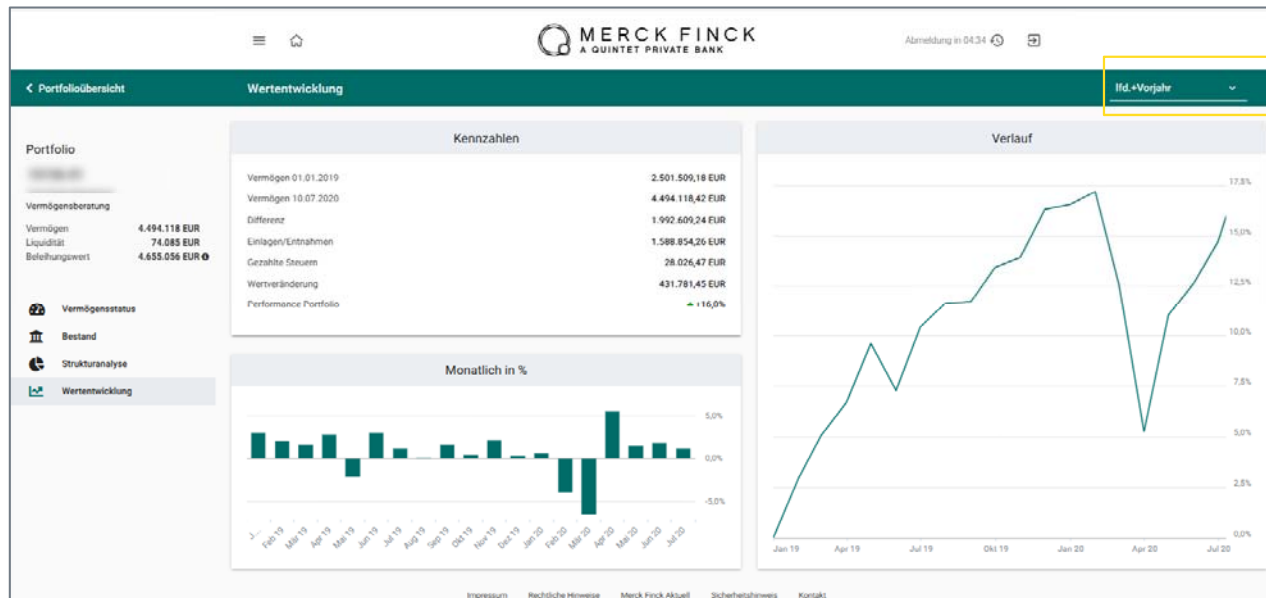 MERCK FINCK
A QUINTET PRIVATE BANK
Abmeldung in 04:34
Portfolioübersicht
Wertentwicklung
lfd.+Vorjahr
Portfolio
Vermögensberatung
Vermögen 4.494.118 EUR
Liquidität 74.085 EUR
Beleihungswert 4.655.056 EUR
Vermögensstatus
Bestand
Strukturanalyse
Wertentwicklung
Kennzahlen
Vermögen 01.01.2019 2.501.509,18 EUR
Vermögen 10.07.2020 4.494.118,42 EUR
Differenz 1.992.609,24 EUR
Einlagen/Entnahmen 1.588.854,26 EUR
Gezahlte Steuern 28.026,47 EUR
Wertveränderung 431.781,45 EUR
Performance Portfolio +16,0%
Monatlich in %
5,0%
0,0%
-5,0%
J... Feb 19 Mär 19 Apr 19 Mai 19 Jun 19 Jul 19 Aug 19 Sep 19 Okt 19 Nov 19 Dez 19 Jan 20 Feb 20 Mär 20 Apr 20 Mai 20 Jun 20 Jul 20
Verlauf
17,5%
15,0%
12,5%
10,0%
7,5%
5,0%
2,5%
0,0%
Jan 19 Apr 19 Jul 19 Okt 19 Jan 20 Apr 20 Jul 20
Impressum Rechtliche Hinweise Merck Finck Aktuell Sicherheitshinweis Kontakt